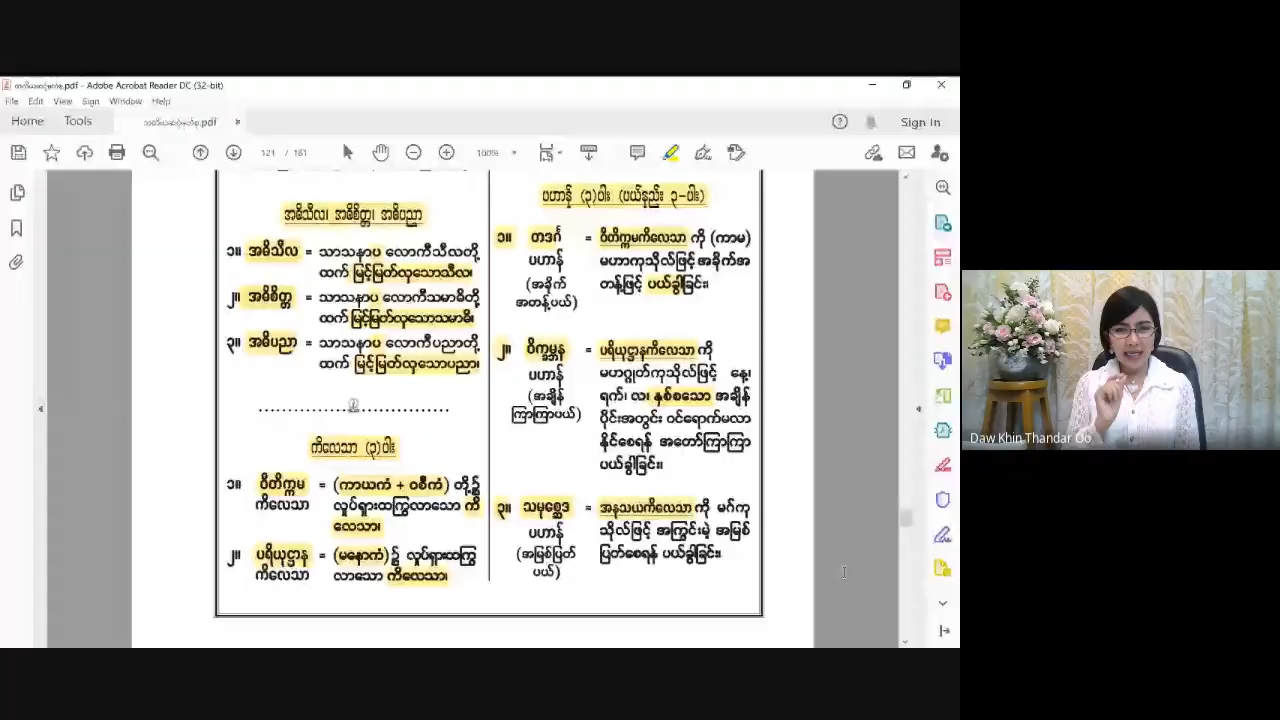 File Edit View Sign Window Help
.pdf - Adobe Acrobat Reader DC (32-bit)
Home Tools .pdf Sign In
121 / 161 100%
အဓိသီလ၊ အဓိစိတ္တ၊ အဓိပညာ
၁။ အဓိသီလ = သာသနာပ လောကီသီလတို့
ထက် မြင့်မြတ်လှသောသီလ၊
၂။ အဓိစိတ္တ = သာသနာပ လောကီသမာဓိတို့
ထက် မြင့်မြတ်လှသောသမာဓိ၊
၃။ အဓိပညာ = သာသနာပ လောကီပညာတို့
ထက် မြင့်မြတ်လှသောပညာ၊
ကိလေသာ (၃)ပါး
၁။ ဝီတိက္ကမ = (ကာယကံ + ဝစီကံ) တို့၌
ကိလေသာ လှုပ်ရှားထကြွလာသော ကိ
လေသာ၊
၂။ ပရိယုဋ္ဌာန = (မနောကံ)၌ လှုပ်ရှားထကြွ
ကိလေသာ လာသော ကိလေသာ၊
ပဟာန် (၃)ပါး (ပယ်နည်း ၃-ပါး)
၁။ တဒင်္ဂ = ဝီတိက္ကမကိလေသာ ကို (ကာမ)
ပဟာန် မဟာကုသိုလ်ဖြင့် အခိုက်အ
(အခိုက် တန့်ဖြင့် ပယ်ခွါခြင်း။
အတန့်ပယ်)
၂။ ဝိက္ခမ္ဘန = ပရိယုဋ္ဌာနကိလေသာ ကို
ပဟာန် မဟဂ္ဂုတ်ကုသိုလ်ဖြင့် နေ့၊
(အချိန် ရက်၊ လ၊ နှစ်စသော အချိန်
ကြာကြာပယ်) ပိုင်းအတွင်း ဝင်ရောက်မလာ
နိုင်စေရန် အတော်ကြာကြာ
ပယ်ခွါခြင်း။
၃။ သမုစ္ဆေဒ = အနုသယကိလေသာ ကို မဂ်ကု
ပဟာန် သိုလ်ဖြင့် အကြွင်းမဲ့ အမြစ်
(အမြစ်ပြတ် ပြတ်စေရန် ပယ်ခွါခြင်း။
ပယ်)
Daw Khin Thandar Oo